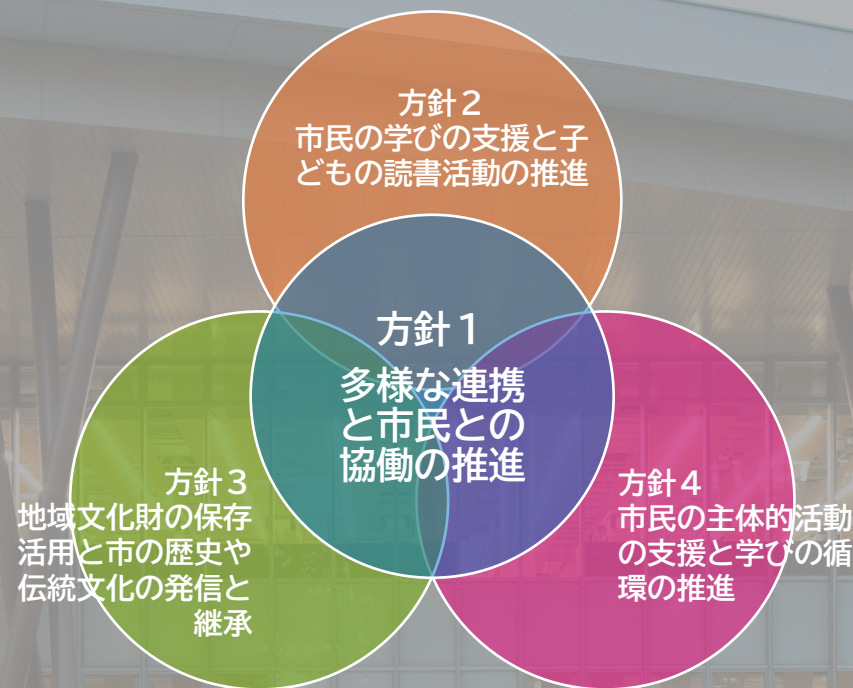 方針２
市民の学びの支援と子
どもの読書活動の推進
方針１
多様な連携
と市民との
協働の推進
方針３
地域文化財の保存
活用と市の歴史や
伝統文化の発信と
継承
方針４
市民の主体的活動
の支援と学びの循
環の推進